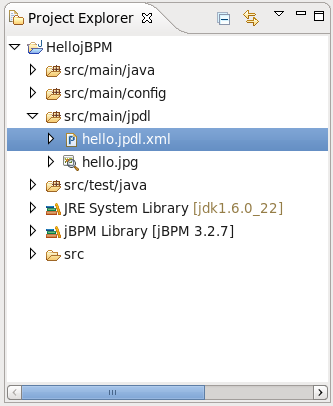 Project Explorer
HellojBPM
src/main/java
src/main/config
src/main/jpdl
hello.jpdl.xml
hello.jpg
src/test/java
JRE System Library [jdk1.6.0_22]
jBPM Library [jBPM 3.2.7]
src